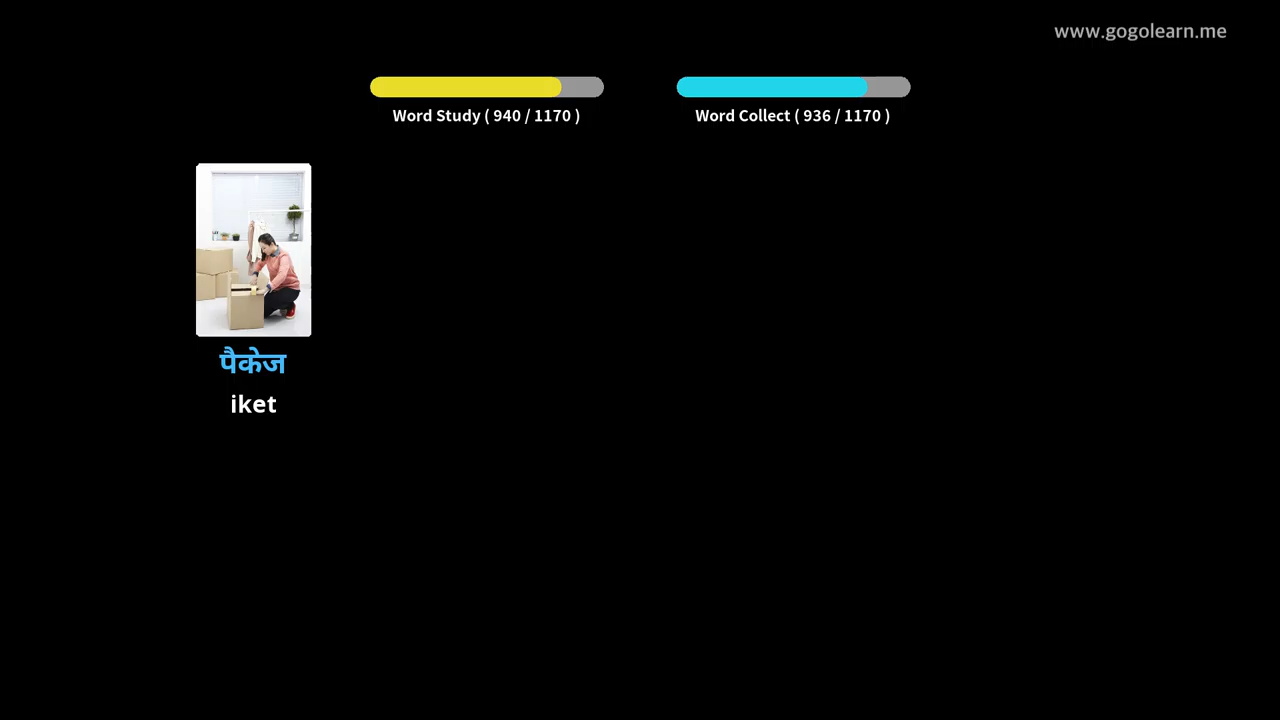 www.gogolearn.me
Word Study ( 940 / 1170 )
Word Collect ( 936 / 1170 )
पैकेज
iket